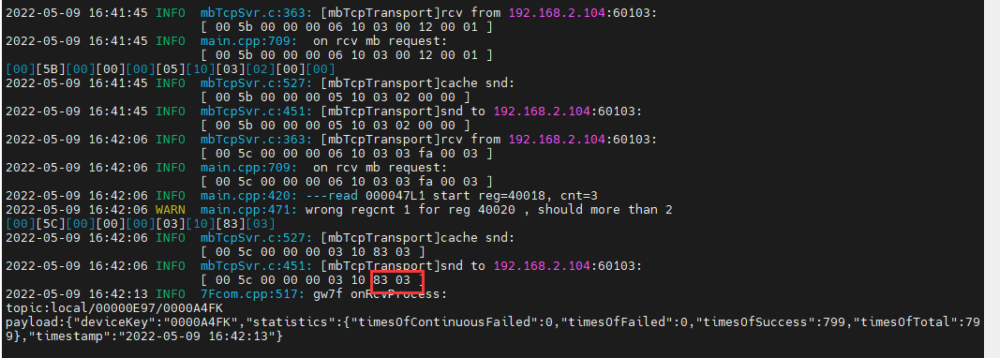 2022-05-09 16:41:45 INFO  mbTcpSvr.c:363: [mbTcpTransport]rcv from 192.168.2.104:60103:
[ 00 5b 00 00 00 06 10 03 00 12 00 01 ]
2022-05-09 16:41:45 INFO  main.cpp:709:  on rcv mb request:
[ 00 5b 00 00 00 06 10 03 00 12 00 01 ]
[00][5B][00][00][00][05][10][03][02][00][00]
2022-05-09 16:41:45 INFO  mbTcpSvr.c:527: [mbTcpTransport]cache snd:
[ 00 5b 00 00 00 05 10 03 02 00 00 ]
2022-05-09 16:41:45 INFO  mbTcpSvr.c:451: [mbTcpTransport]snd to 192.168.2.104:60103:
[ 00 5b 00 00 00 05 10 03 02 00 00 ]
2022-05-09 16:42:06 INFO  mbTcpSvr.c:363: [mbTcpTransport]rcv from 192.168.2.104:60103:
[ 00 5c 00 00 00 06 10 03 03 fa 00 03 ]
2022-05-09 16:42:06 INFO  main.cpp:709:  on rcv mb request:
[ 00 5c 00 00 00 06 10 03 03 fa 00 03 ]
2022-05-09 16:42:06 INFO  main.cpp:420: ---read 000047L1 start reg=40018, cnt=3
2022-05-09 16:42:06 WARN  main.cpp:471: wrong regcnt 1 for reg 40020 , should more than 2
[00][5C][00][00][00][03][10][83][03]
2022-05-09 16:42:06 INFO  mbTcpSvr.c:527: [mbTcpTransport]cache snd:
[ 00 5c 00 00 00 03 10 83 03 ]
2022-05-09 16:42:06 INFO  mbTcpSvr.c:451: [mbTcpTransport]snd to 192.168.2.104:60103:
[ 00 5c 00 00 00 03 10 83 03 ]
2022-05-09 16:42:13 INFO  7Fcom.cpp:517: gw7f onRcvProcess:
topic:local/00000E97/0000A4FK
payload:{"deviceKey":"0000A4FK","statistics":{"timesOfContinuousFailed":0,"timesOfFailed":0,"timesOfSuccess":799,"timesOfTotal":79
9},"timestamp":"2022-05-09 16:42:13"}